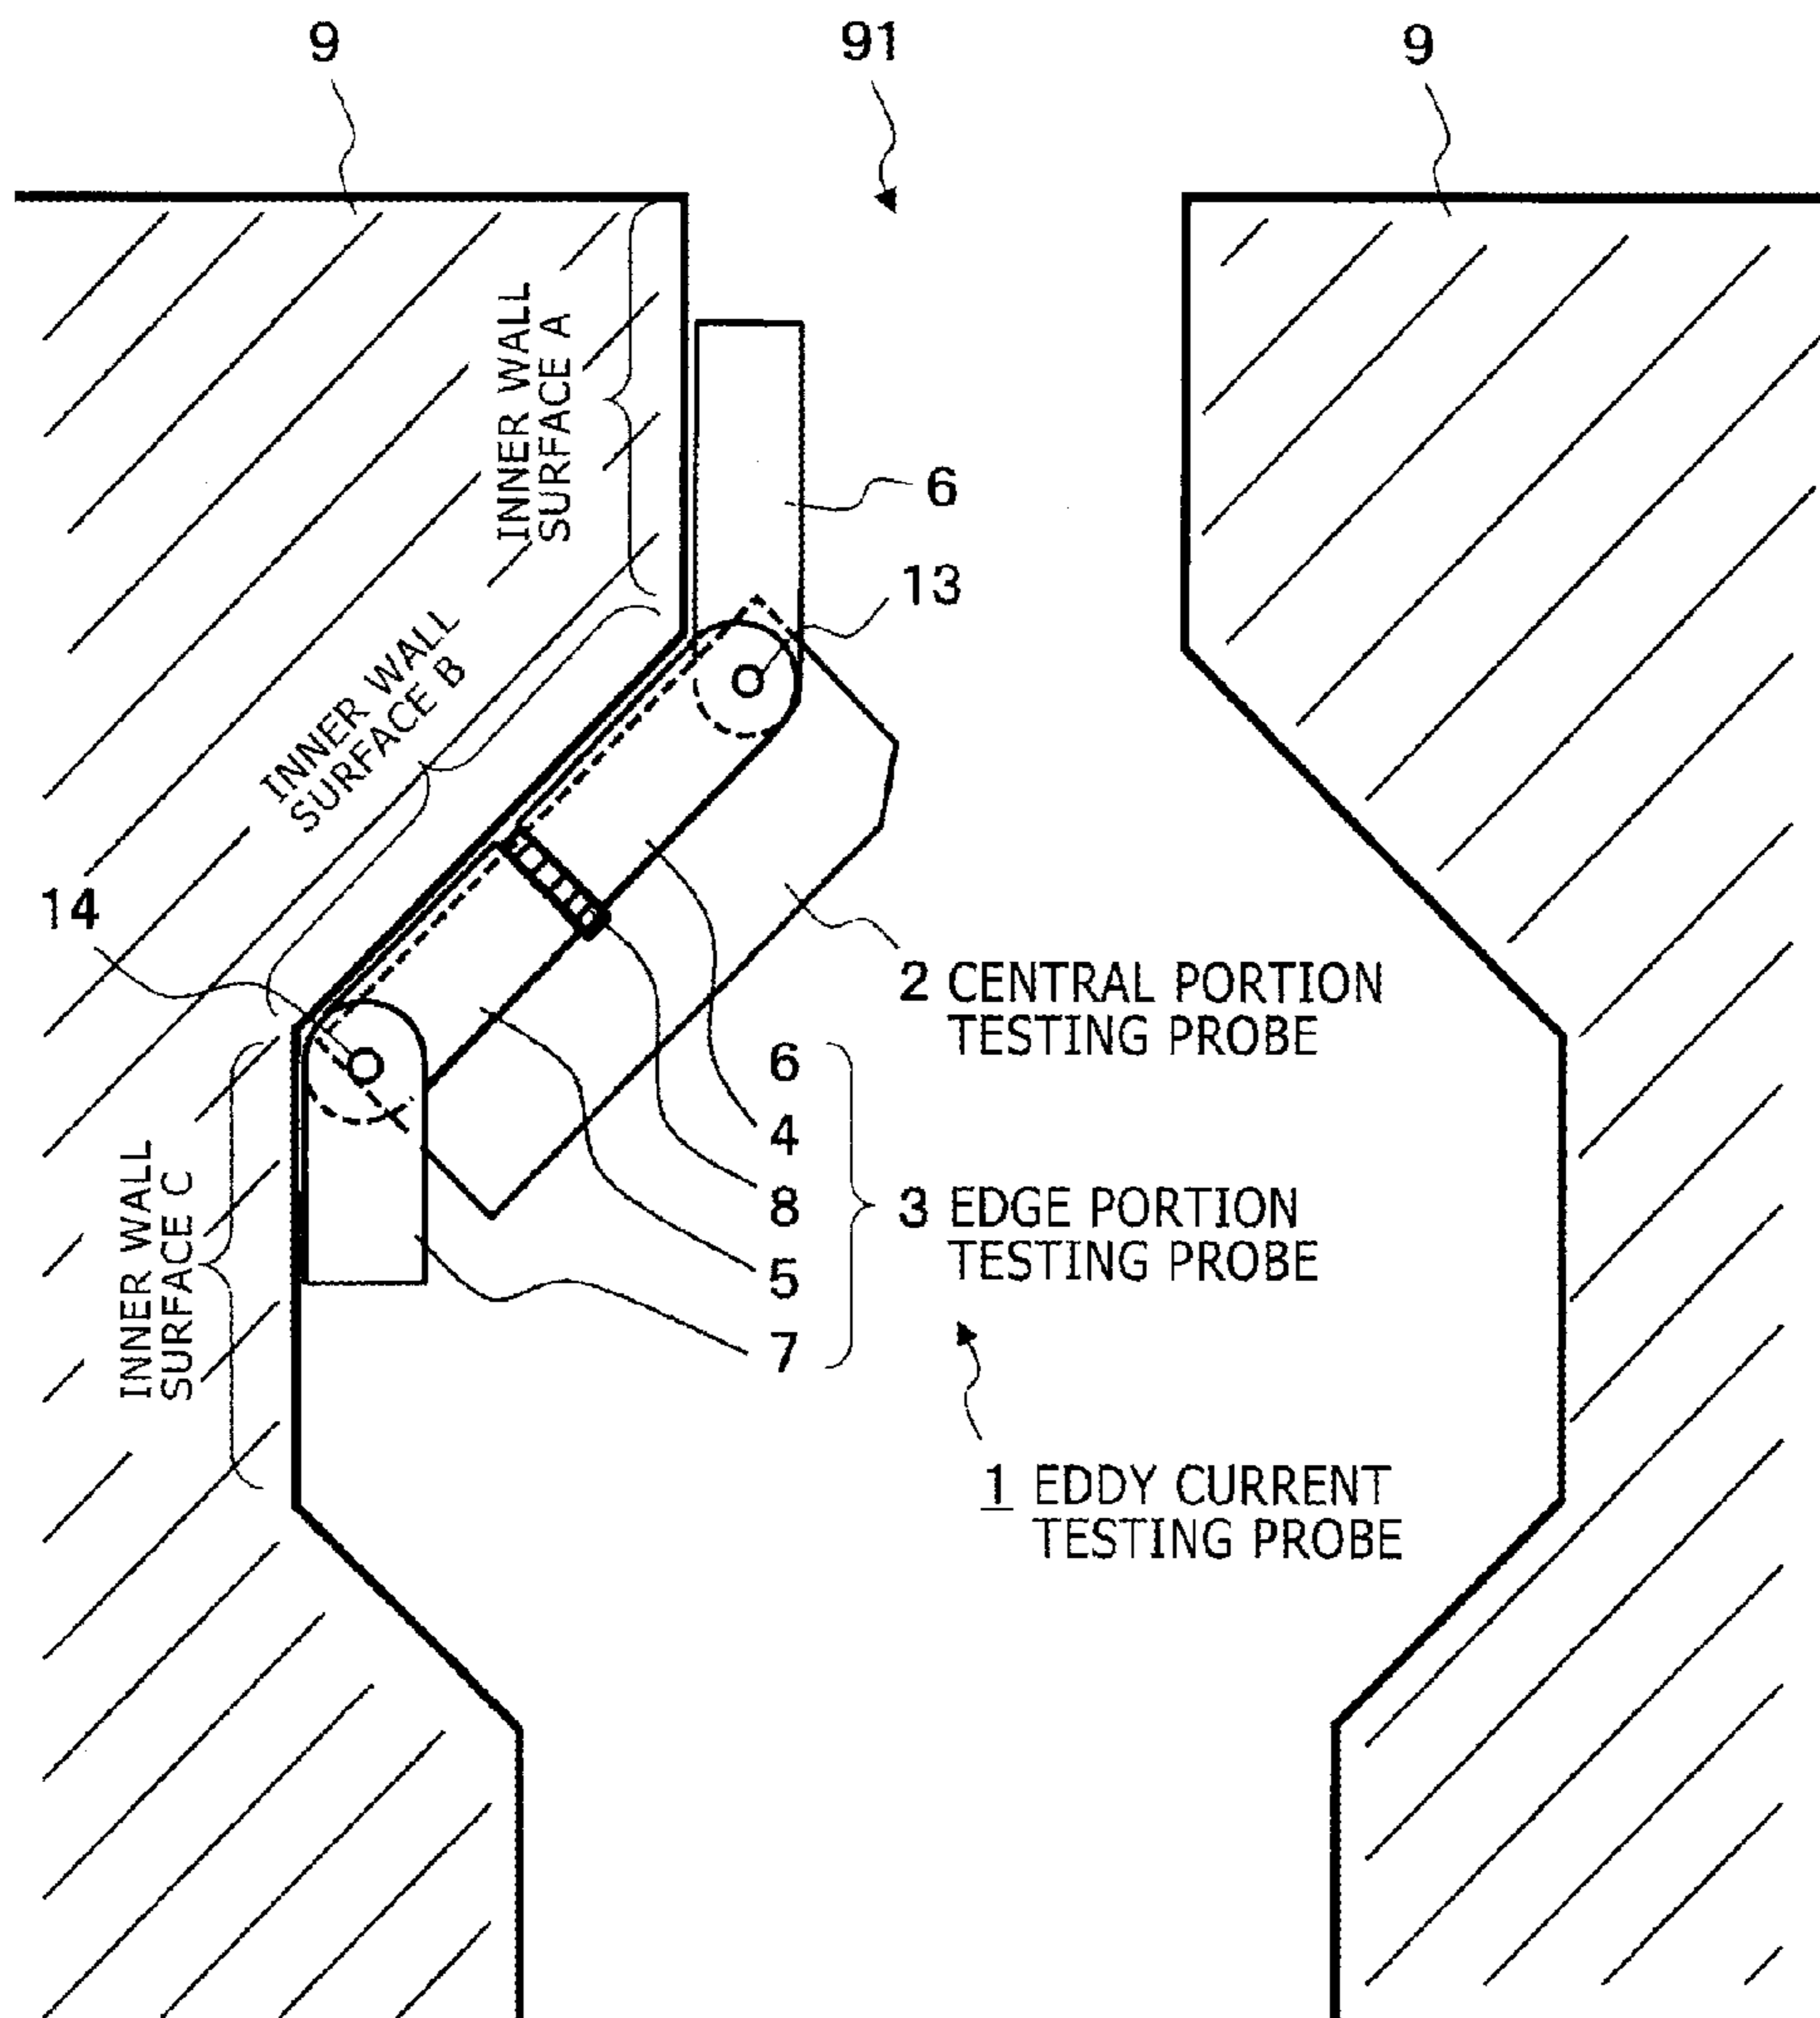 9
91
9
INNER WALL
SURFACE A
6
13
INNER WALL
SURFACE B
14
2 CENTRAL PORTION
TESTING PROBE
6
4
8
5
7
3 EDGE PORTION
TESTING PROBE
INNER WALL
SURFACE C
1 EDDY CURRENT
TESTING PROBE